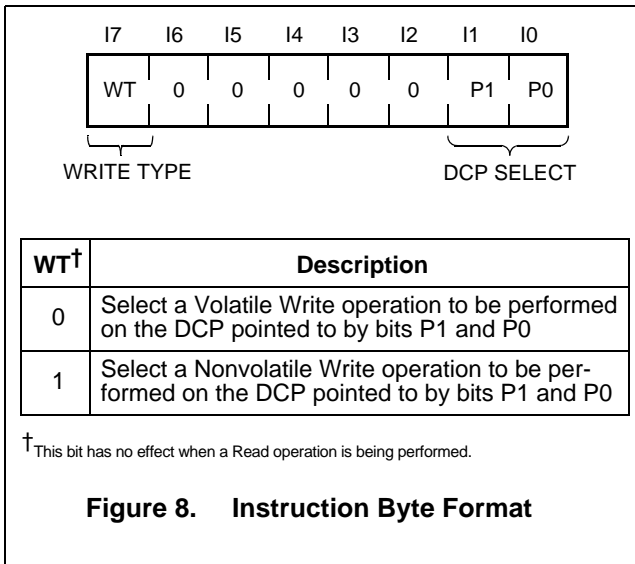 I7 I6 I5 I4 I3 I2 I1 I0
WT 0 0 0 0 0 P1 P0
WRITE TYPE DCP SELECT
WT† Description
0 Select a Volatile Write operation to be performed
on the DCP pointed to by bits P1 and P0
1 Select a Nonvolatile Write operation to be per-
formed on the DCP pointed to by bits P1 and P0
†This bit has no effect when a Read operation is being performed.
Figure 8. Instruction Byte Format